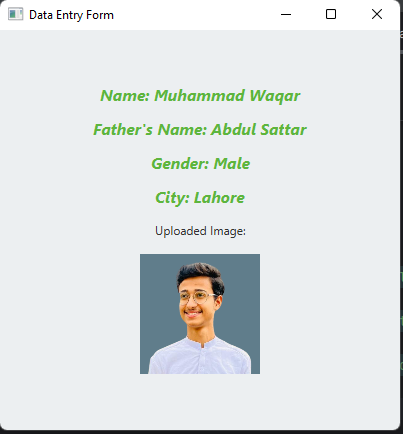 Data Entry Form
Name: Muhammad Waqar
Father`s Name: Abdul Sattar
Gender: Male
City: Lahore
Uploaded Image: